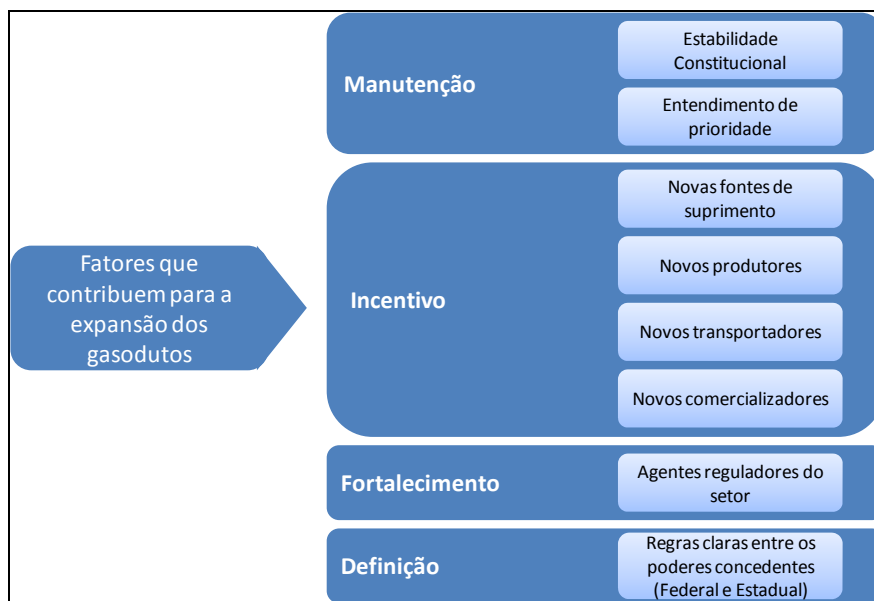 Fatores que
contribuem para a
expansão dos
gasodutos
Manutenção
Estabilidade
Constitucional
Entendimento de
prioridade
Incentivo
Novas fontes de
suprimento
Novos produtores
Novos transportadores
Novos comercializadores
Fortalecimento
Agentes reguladores do
setor
Definição
Regras claras entre os
poderes concedentes
(Federal e Estadual)